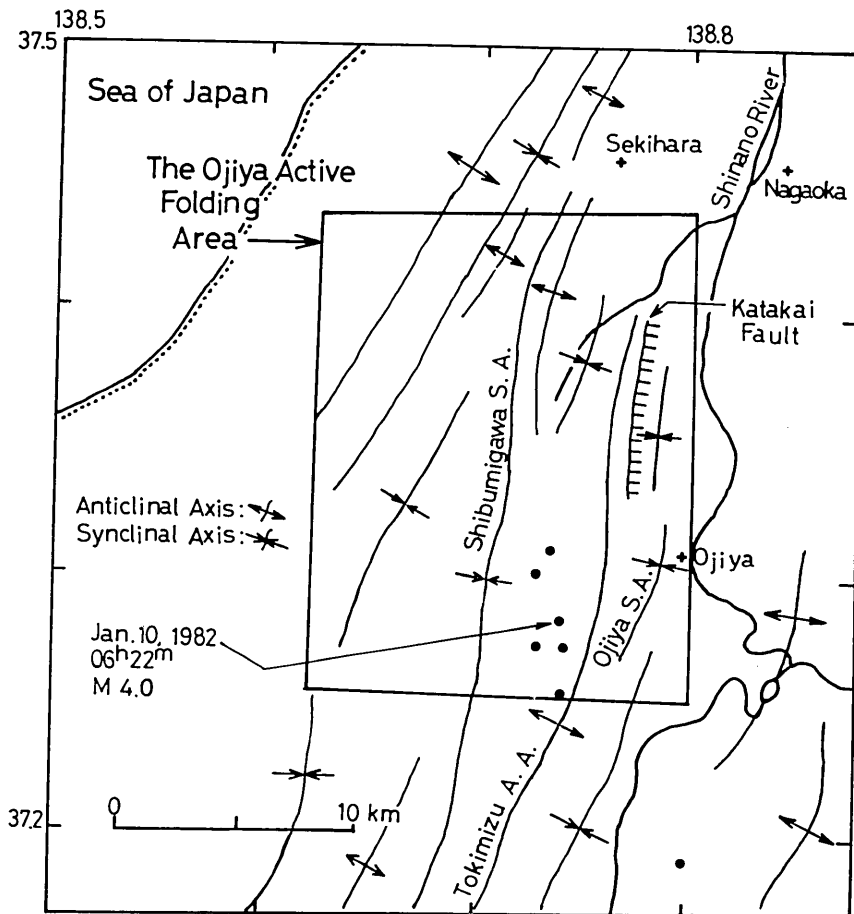 138.5
138.8
37.5
Sea of Japan
The Ojiya Active
Folding
Area
Sekihara
Shinano River
Nagaoka
Katakai
Fault
Shibumigawa S. A.
Anticlinal Axis:
Synclinal Axis:
Ojiya
Ojiya S.A.
Jan. 10, 1982
06h22m
M 4.0
Tokimizu A. A.
0
10 km
37.2